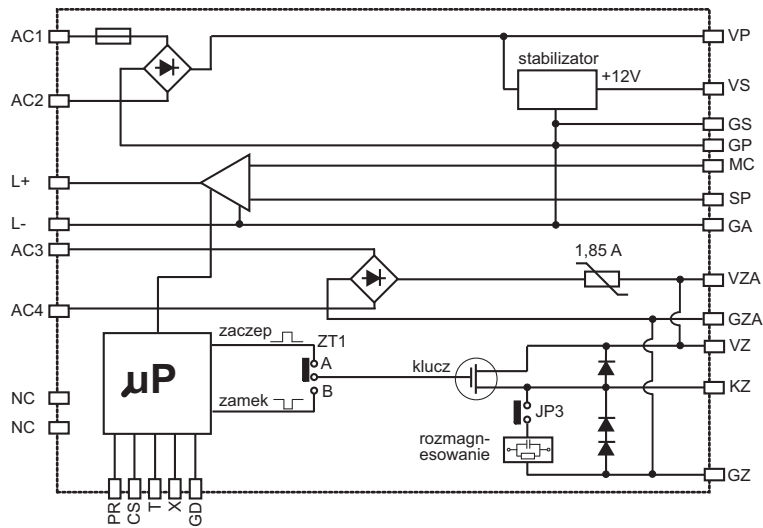 AC1
VP
stabilizator
+12V
AC2
VS
GS
GP
MC
L+
SP
L-
GA
AC3
1,85 A
VZA
AC4
GZA
zaczep
ZT1
VZ
A
klucz
µP
KZ
NC
zamek
B
JP3
NC
rozmagn-
esowanie
GZ
PR
CS
T
X
GD